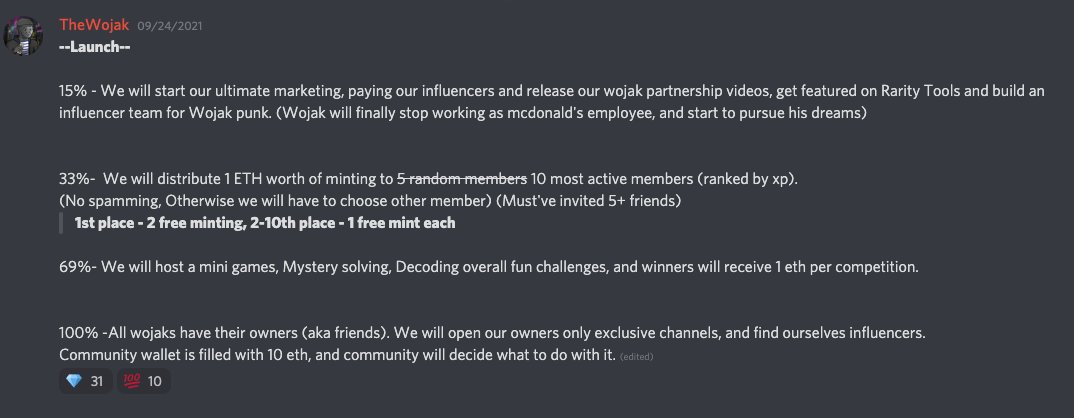 TheWojak 09/24/2021
--Launch--
15% - We will start our ultimate marketing, paying our influencers and release our wojak partnership videos, get featured on Rarity Tools and build an
influencer team for Wojak punk. (Wojak will finally stop working as mcdonald's employee, and start to pursue his dreams)
33%- We will distribute 1 ETH worth of minting to 5 random members 10 most active members (ranked by xp).
(No spamming, Otherwise we will have to choose other member) (Must've invited 5+ friends)
1st place - 2 free minting, 2-10th place - 1 free mint each
69%- We will host a mini games, Mystery solving, Decoding overall fun challenges, and winners will receive 1 eth per competition.
100% -All wojaks have their owners (aka friends). We will open our owners only exclusive channels, and find ourselves influencers.
Community wallet is filled with 10 eth, and community will decide what to do with it. (edited)
💎 31 💯 10